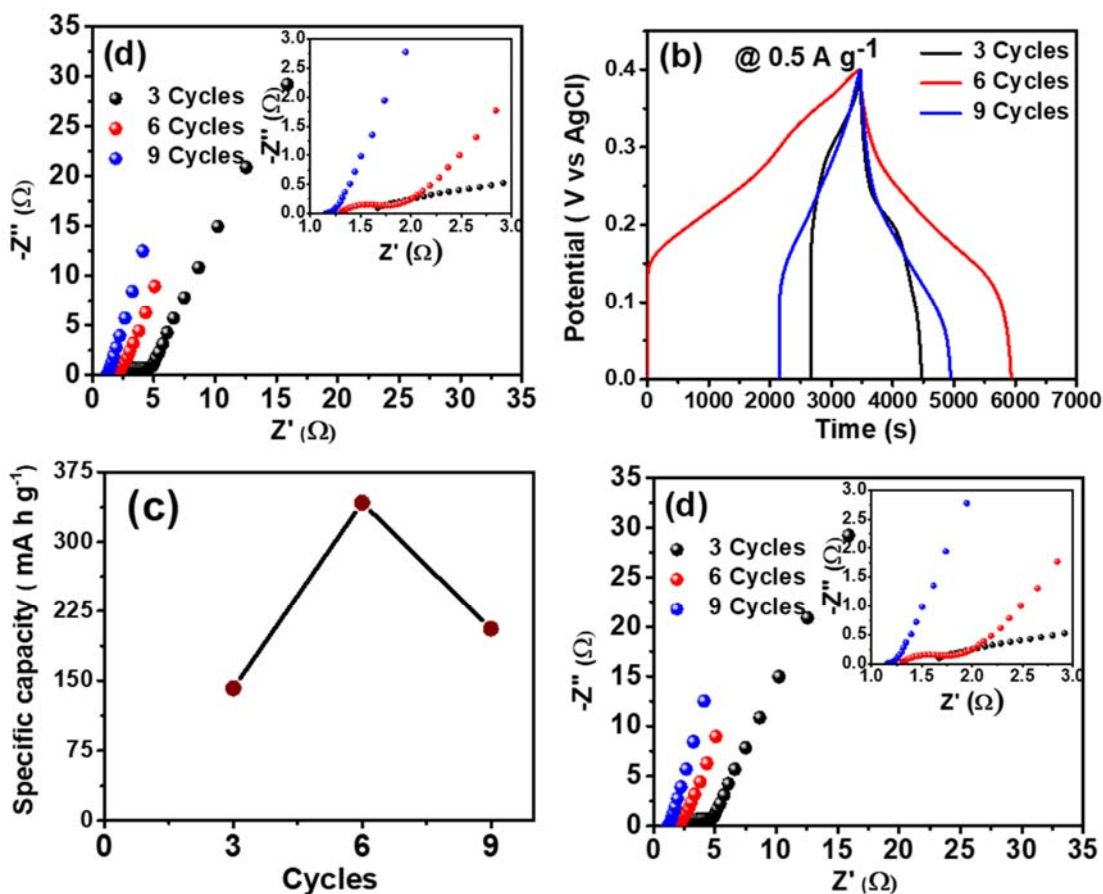 (d)
3 Cycles
6 Cycles
9 Cycles
-Z'' (Ω)
35
30
25
20
15
10
5
0
0 5 10 15 20 25 30 35
Z' (Ω)
-Z'' (Ω)
3.0
2.5
2.0
1.5
1.0
0.5
0.0
1.0 1.5 2.0 2.5 3.0
Z' (Ω)
(b)
@ 0.5 A g-1
3 Cycles
6 Cycles
9 Cycles
Potential ( V vs AgCl)
0.4
0.3
0.2
0.1
0.0
0 1000 2000 3000 4000 5000 6000 7000
Time (s)
(c)
Specific capacity ( mA h g-1)
375
300
225
150
75
0
3 6 9
Cycles
(d)
3 Cycles
6 Cycles
9 Cycles
-Z'' (Ω)
35
30
25
20
15
10
5
0
0 5 10 15 20 25 30 35
Z' (Ω)
-Z'' (Ω)
3.0
2.5
2.0
1.5
1.0
0.5
0.0
1.0 1.5 2.0 2.5 3.0
Z' (Ω)